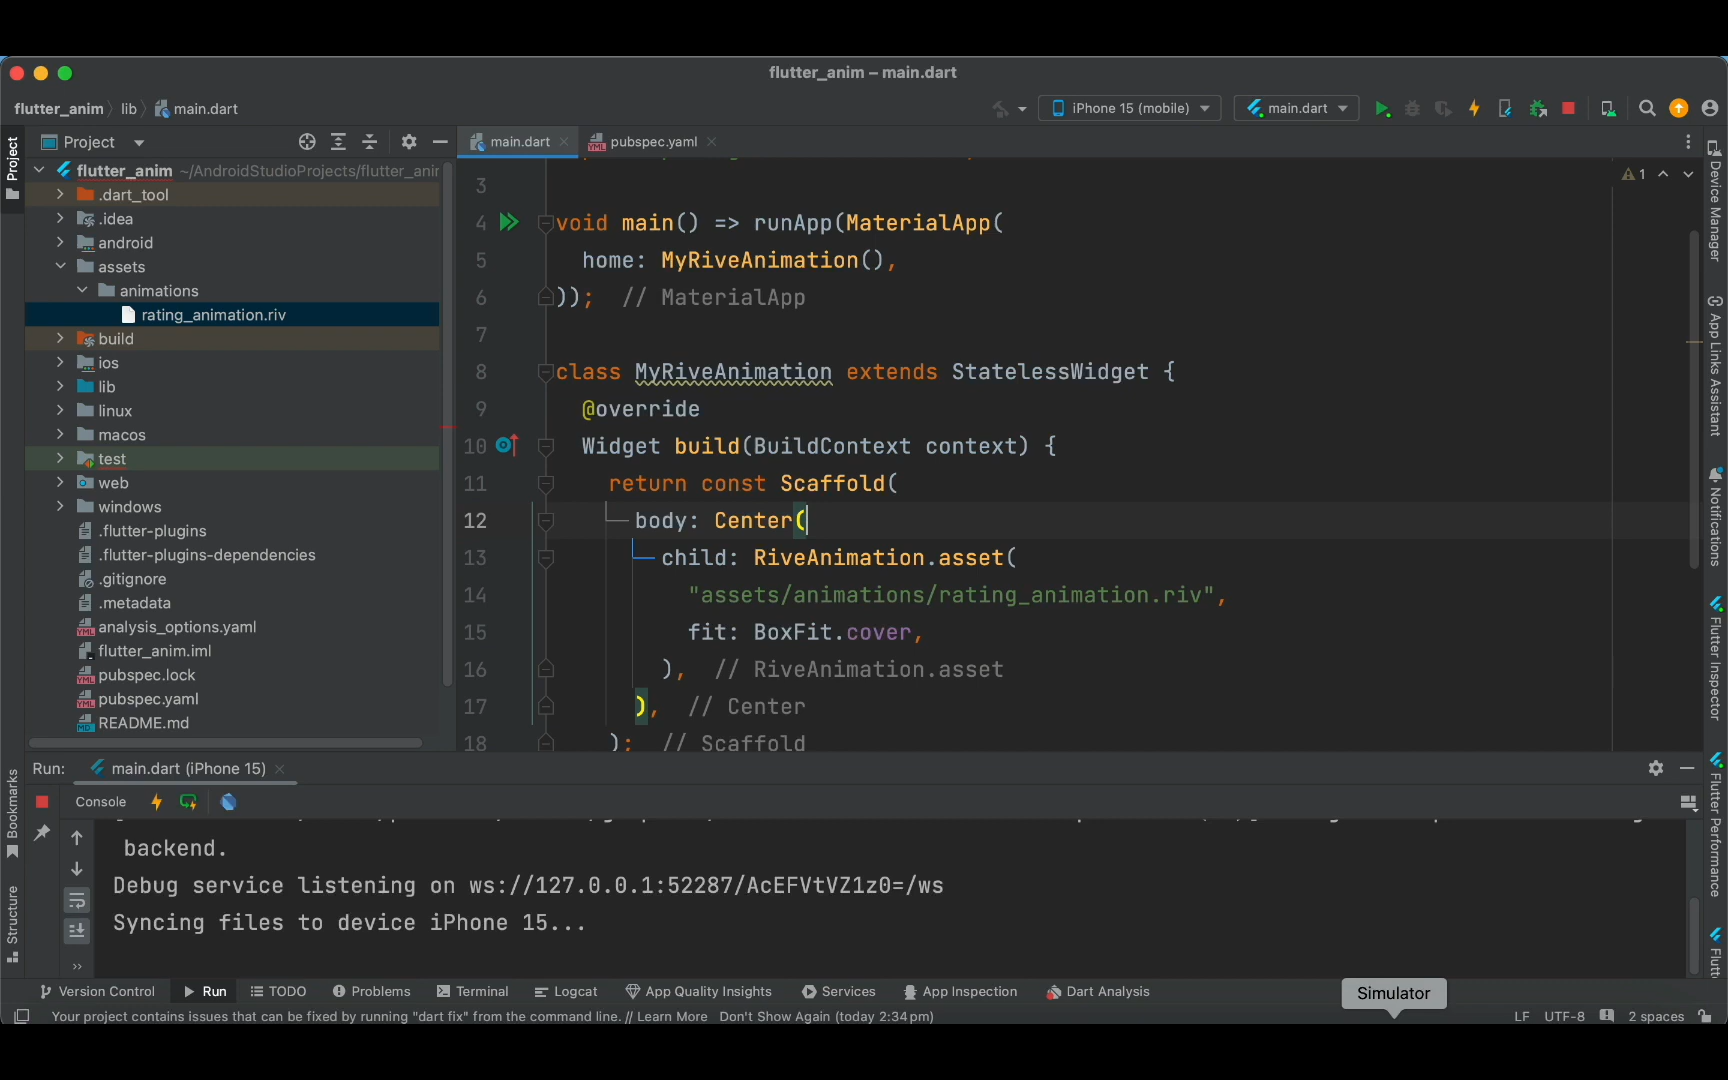 flutter_anim – main.dart
flutter_anim lib main.dart
iPhone 15 (mobile)
main.dart
Project
main.dart
pubspec.yaml
Project
flutter_anim ~/AndroidStudioProjects/flutter_anim
.dart_tool
.idea
android
assets
animations
rating_animation.riv
build
ios
lib
linux
macos
test
web
windows
.flutter-plugins
.flutter-plugins-dependencies
.gitignore
.metadata
analysis_options.yaml
flutter_anim.iml
pubspec.lock
pubspec.yaml
README.md
1
3
4 void main() => runApp(MaterialApp(
5 home: MyRiveAnimation(),
6 )); // MaterialApp
7
8 class MyRiveAnimation extends StatelessWidget {
9 @override
10 Widget build(BuildContext context) {
11 return const Scaffold(
12 body: Center(
13 child: RiveAnimation.asset(
14 "assets/animations/rating_animation.riv",
15 fit: BoxFit.cover,
16 ), // RiveAnimation.asset
17 ), // Center
18 ); // Scaffold
Device Manager
App Links Assistant
Notifications
Flutter Inspector
Flutter Performance
Flutt
Bookmarks
Structure
Run: main.dart (iPhone 15)
Console
backend.
Debug service listening on ws://127.0.0.1:52287/AcEFVtVZ1z0=/ws
Syncing files to device iPhone 15...
Version Control
Run
TODO
Problems
Terminal
Logcat
App Quality Insights
Services
App Inspection
Dart Analysis
Simulator
Your project contains issues that can be fixed by running "dart fix" from the command line. // Learn More Don't Show Again (today 2:34 pm)
LF UTF-8 2 spaces